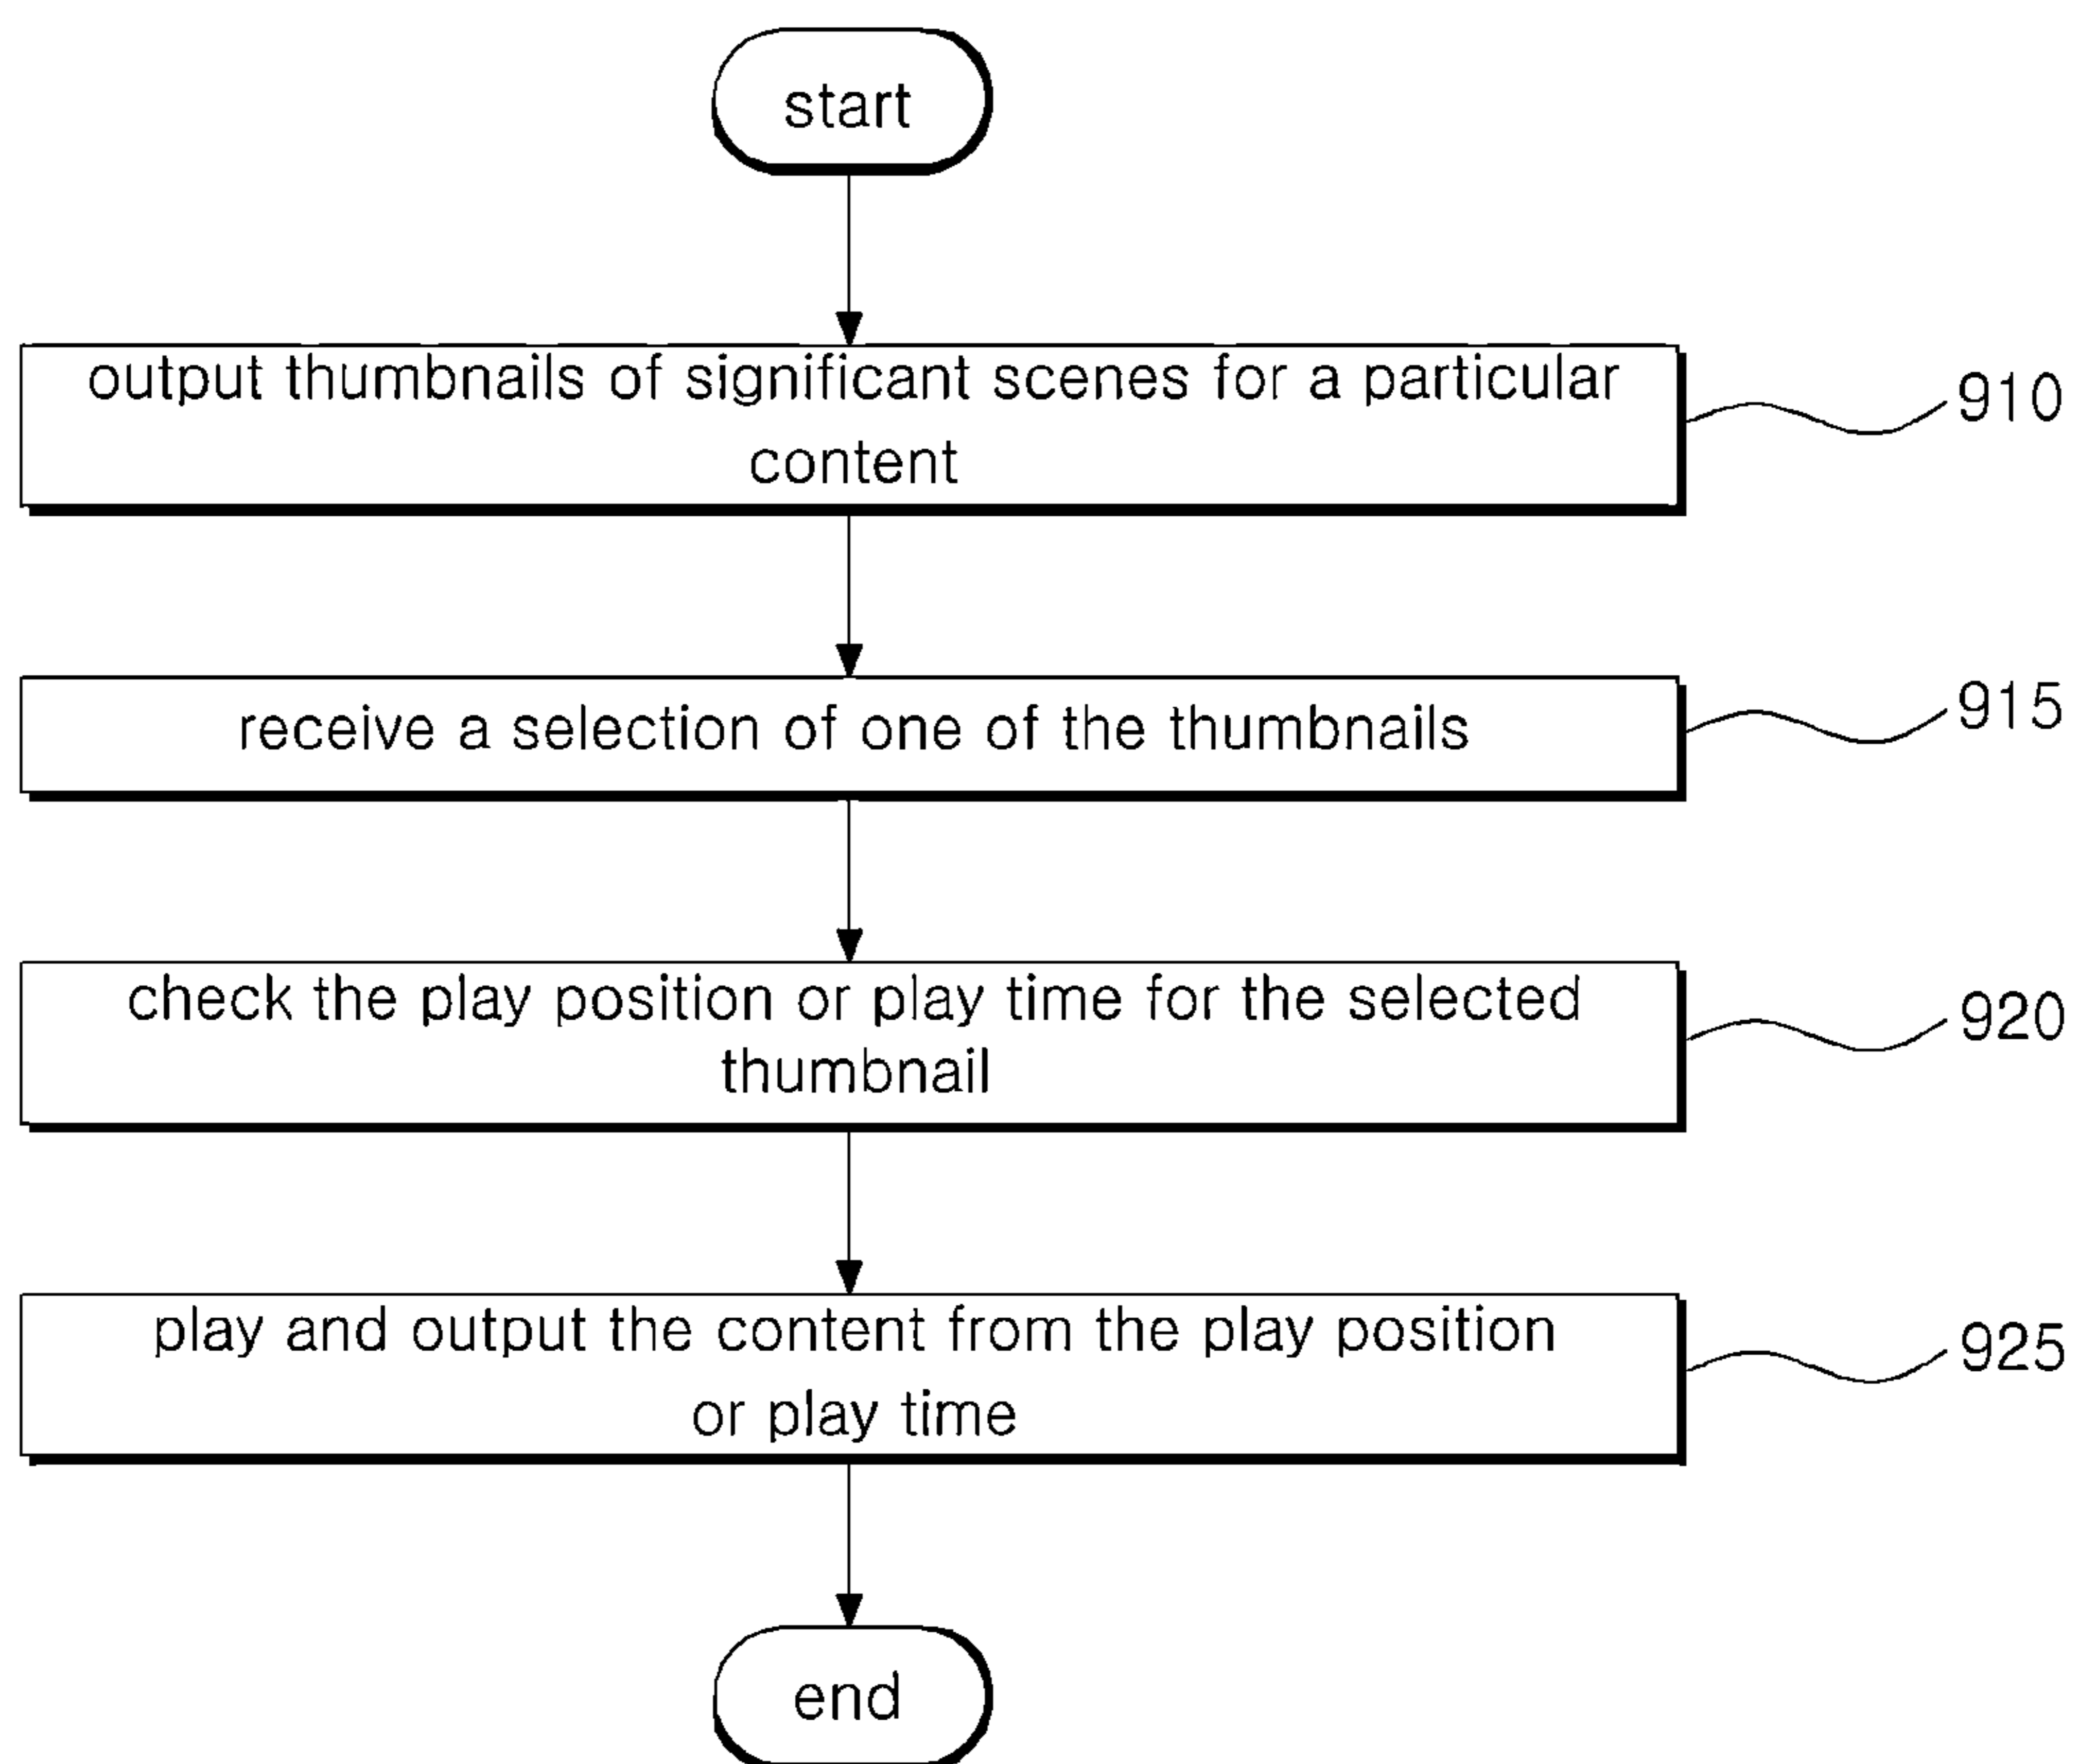 start
output thumbnails of significant scenes for a particular
content
910
receive a selection of one of the thumbnails
915
check the play position or play time for the selected
thumbnail
920
play and output the content from the play position
or play time
925
end